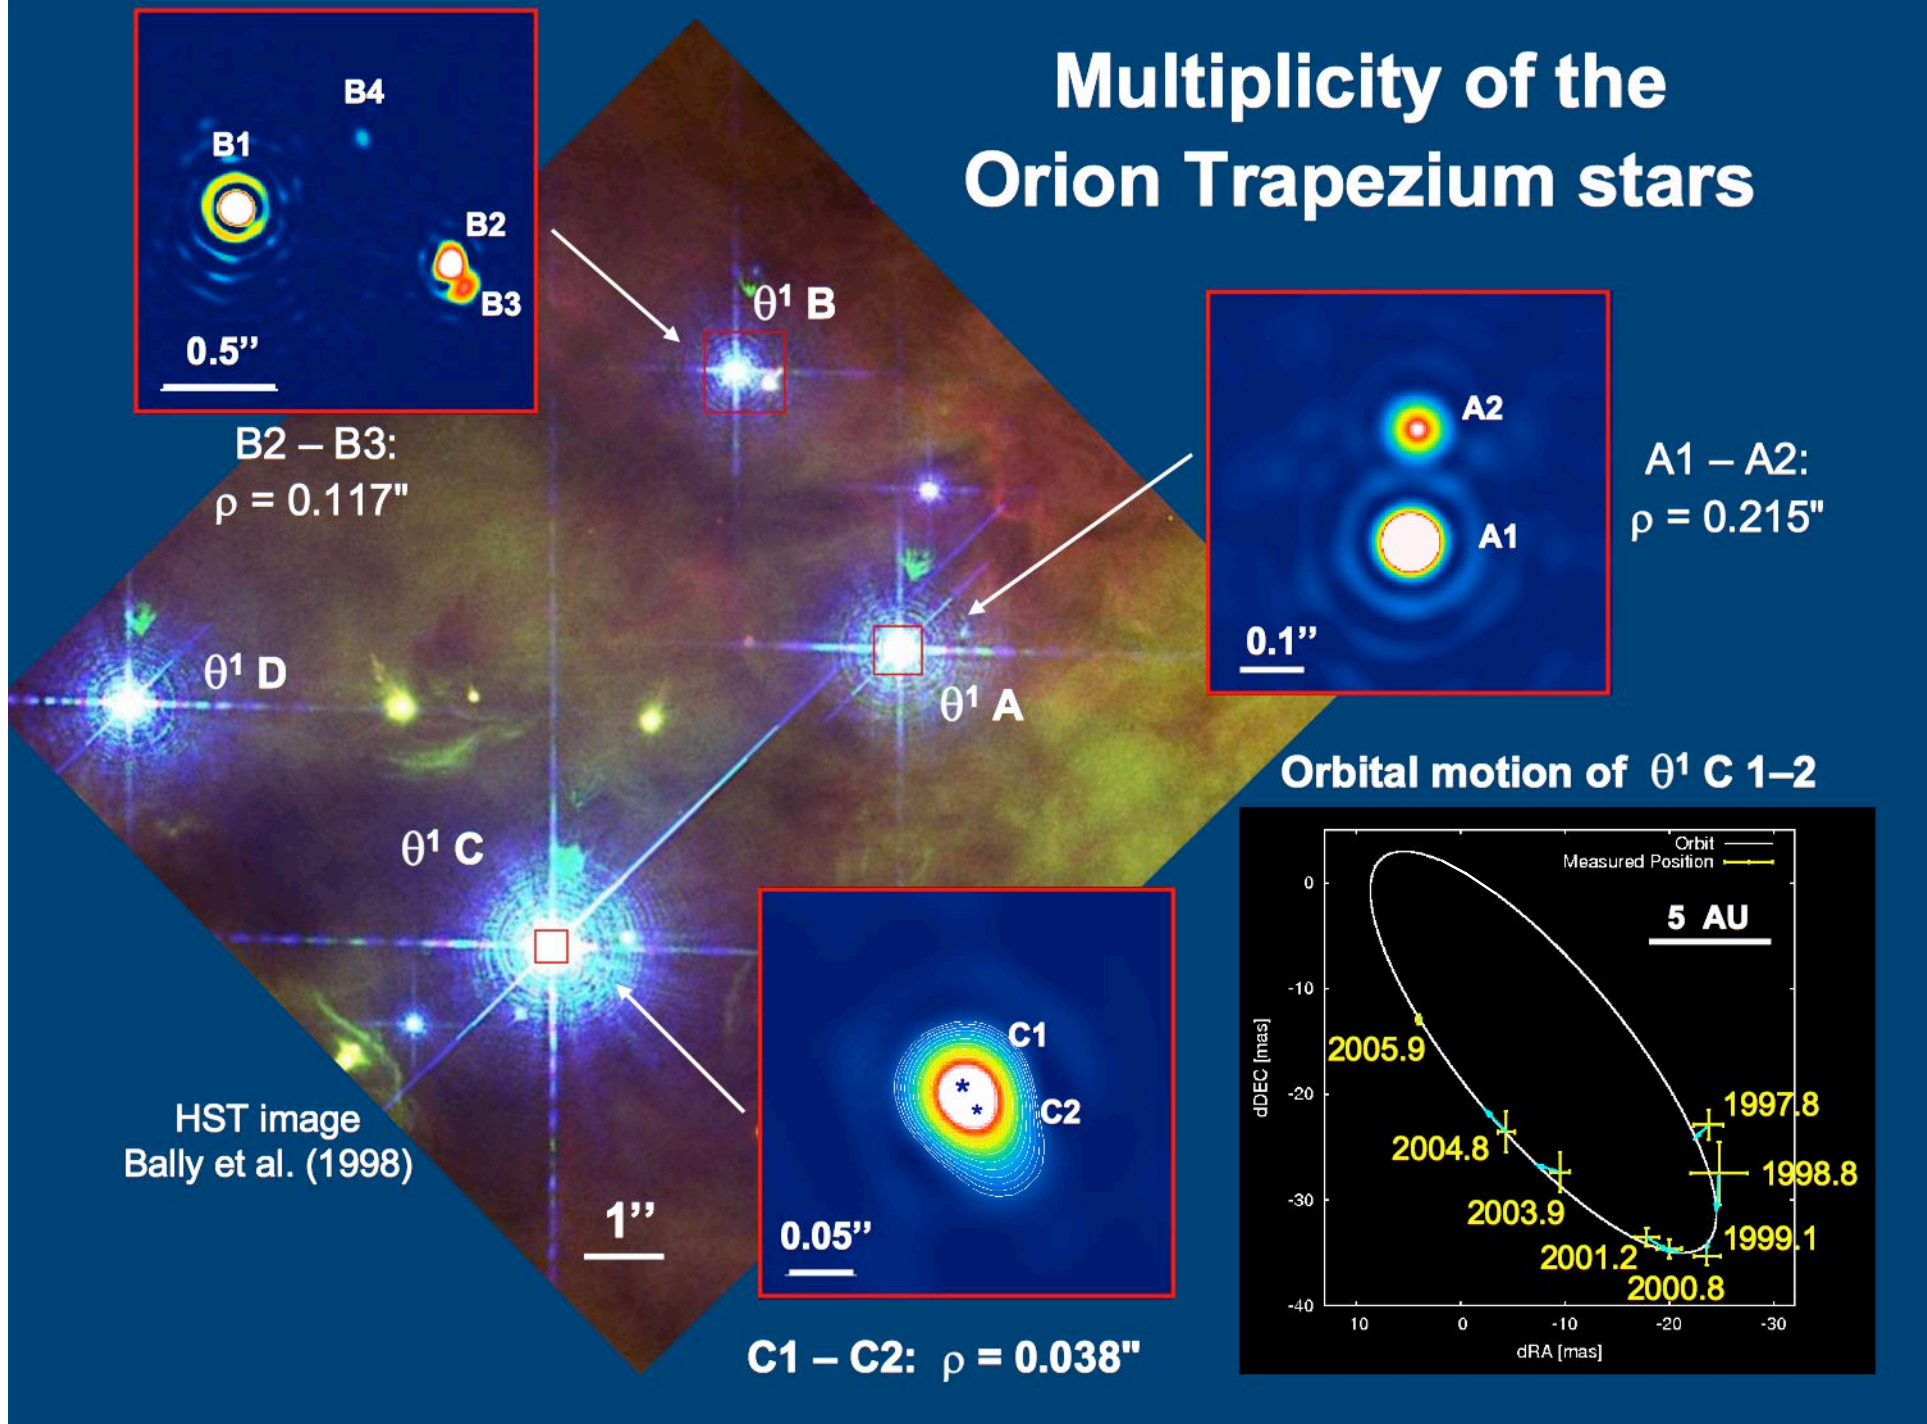 Multiplicity of the
Orion Trapezium stars
B4
B1
B2
B3
0.5’’
B2 – B3:
ρ = 0.117"
θ¹ B
A2
A1
0.1’’
A1 – A2:
ρ = 0.215"
θ¹ D
θ¹ A
θ¹ C
HST image
Bally et al. (1998)
1’’
C1
C2
*
*
0.05’’
C1 – C2: ρ = 0.038"
Orbital motion of θ¹ C 1–2
Orbit
Measured Position
5 AU
0
-10
-20
-30
-40
dDEC [mas]
2005.9
1997.8
2004.8
1998.8
2003.9
1999.1
2001.2
2000.8
10
0
-10
-20
-30
dRA [mas]